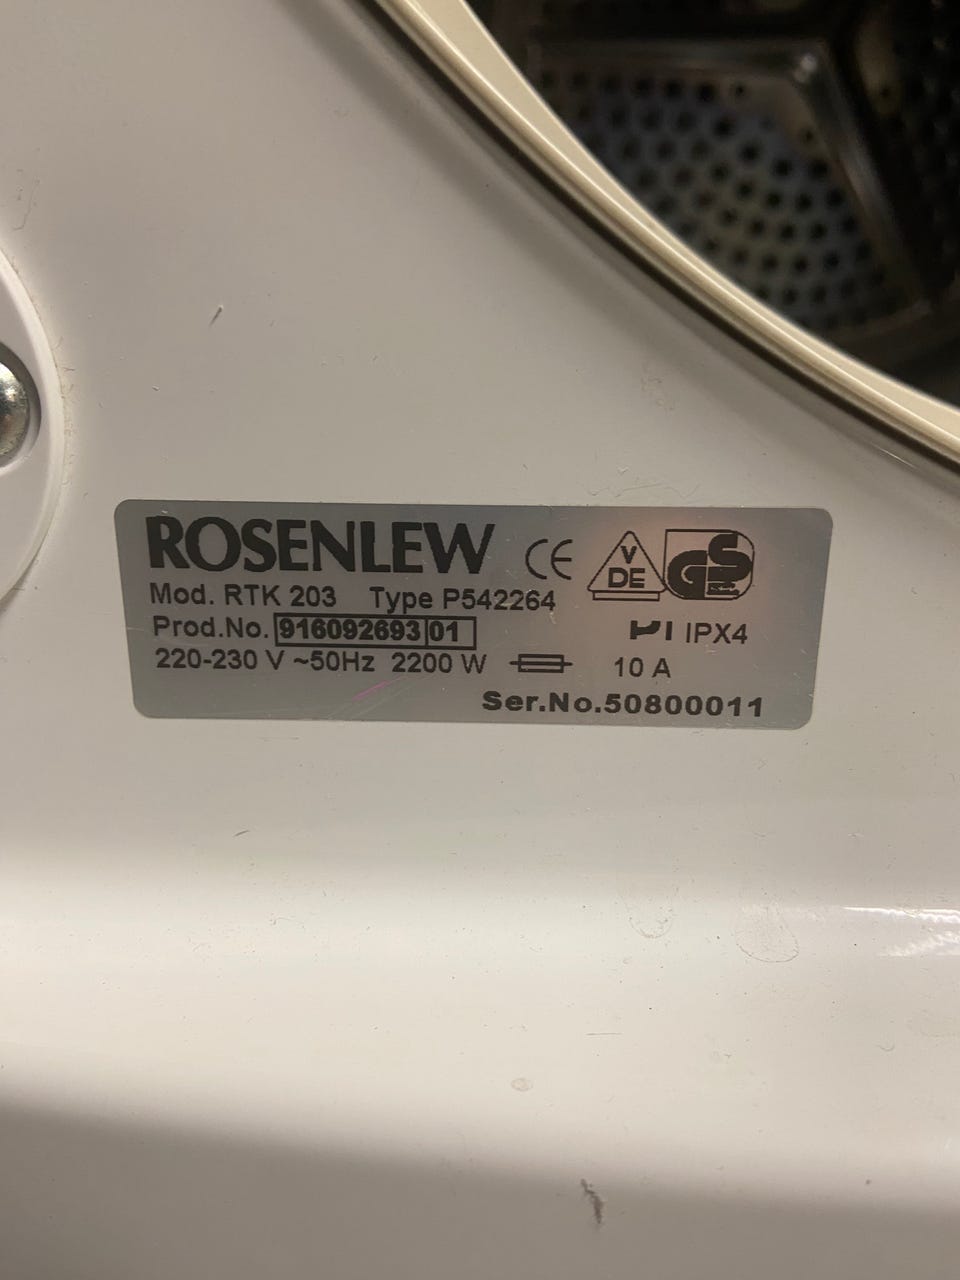 ROSENLEW CE VDE GS
Mod. RTK 203 Type P542264
Prod.No. 916092693 01 IPX4
220-230 V ~50Hz 2200 W 10 A
Ser.No.50800011